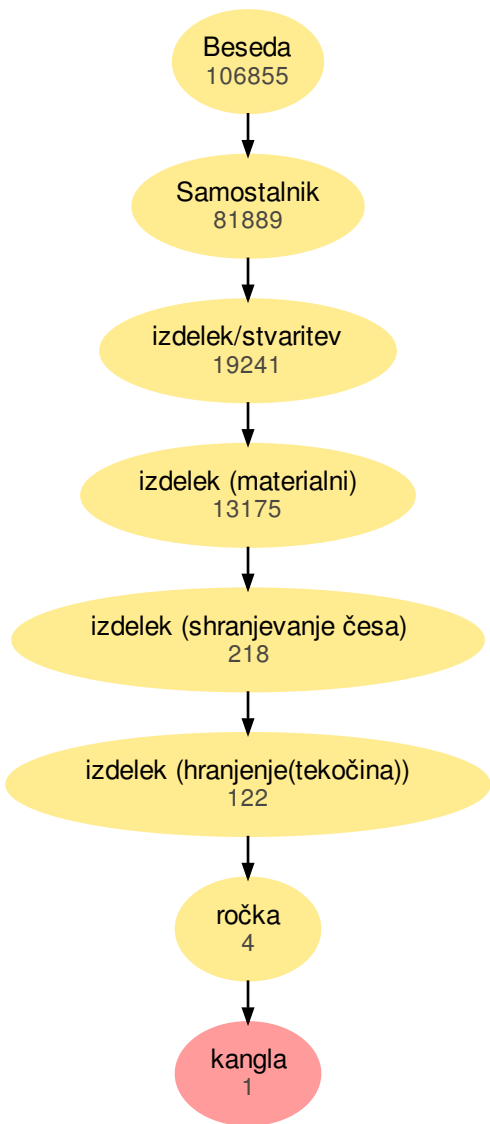 Beseda
106855
Samostalnik
81889
izdelek/stvaritev
19241
izdelek (materialni)
13175
izdelek (shranjevanje česa)
218
izdelek (hranjenje(tekočina))
122
ročka
4
kangla
1